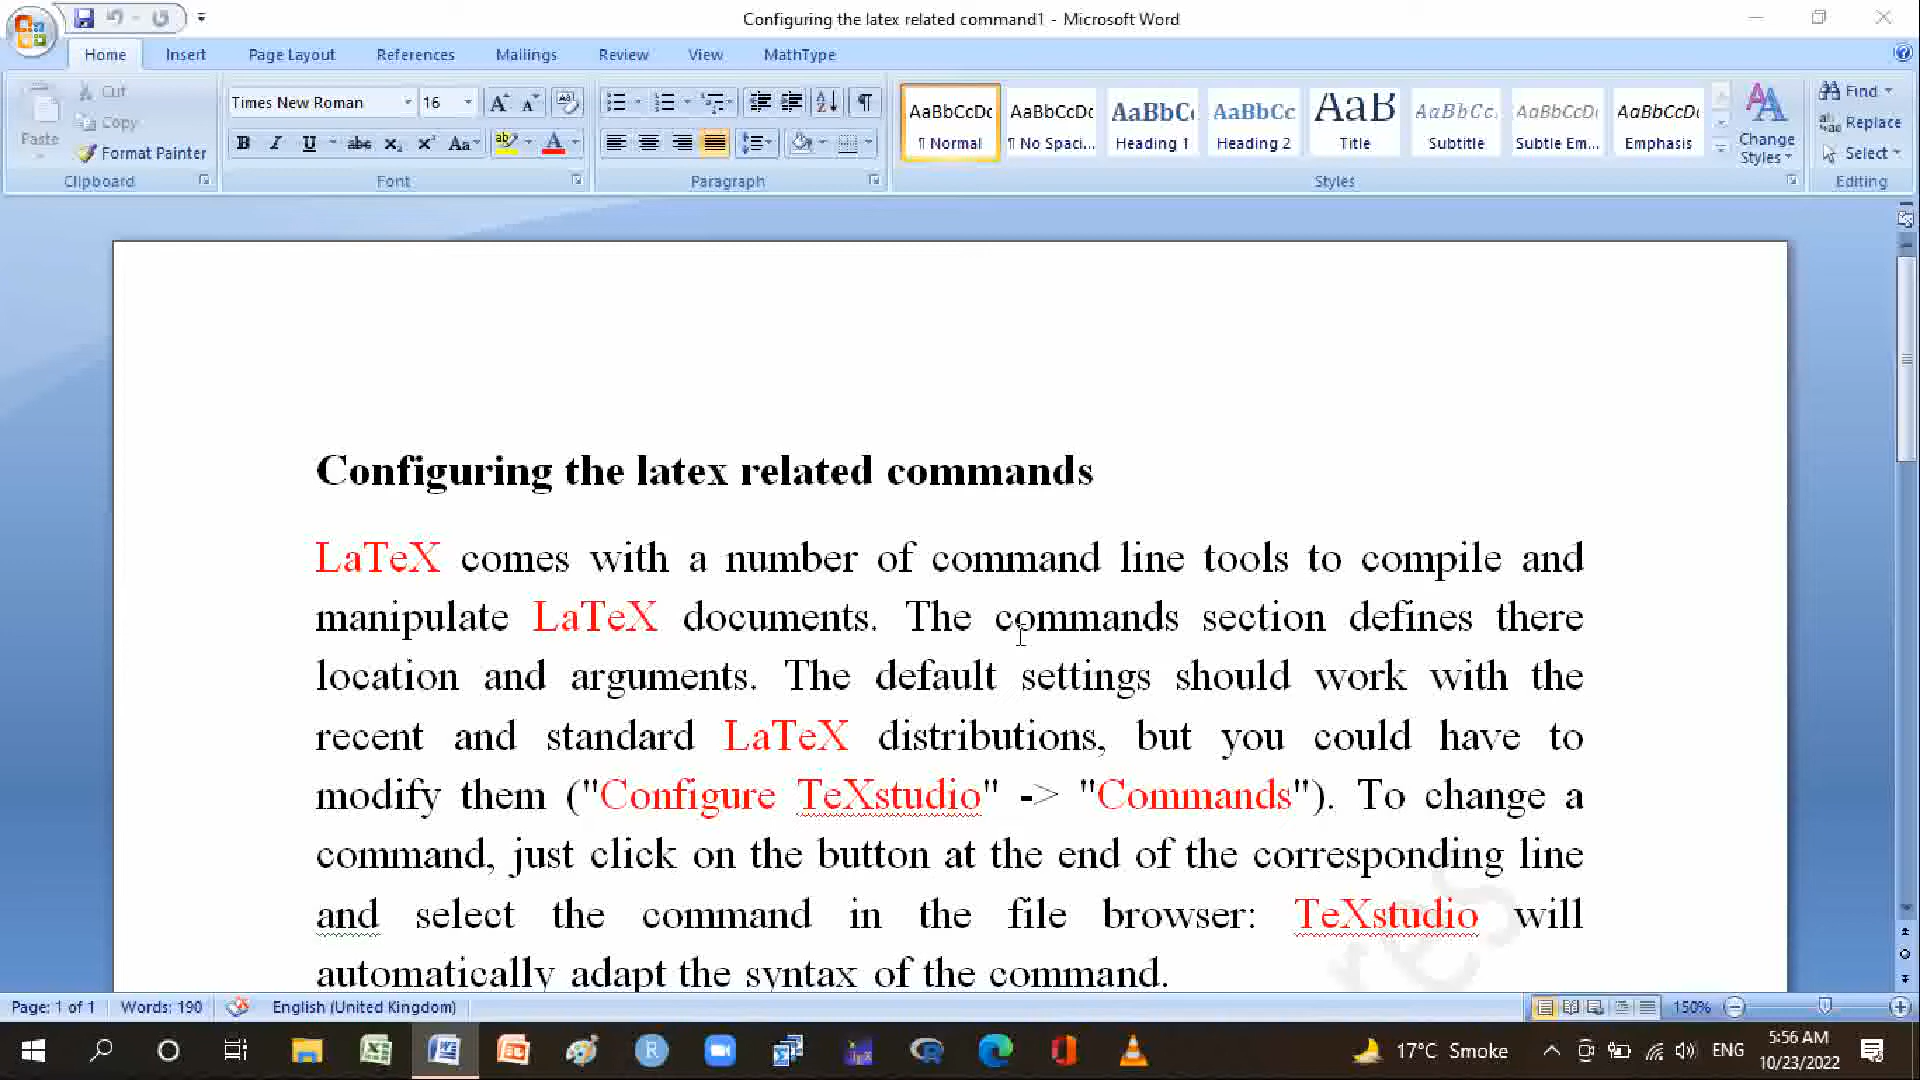 Configuring the latex related command1 - Microsoft Word
Home Insert Page Layout References Mailings Review View MathType
Paste
Cut
Copy
Format Painter
Clipboard
Times New Roman 16
Font
Paragraph
AaBbCcDc AaBbCcDc AaBbC AaBbCc AaB AaBbCc. AaBbCcDi AaBbCcDi
¶ Normal ¶ No Spaci... Heading 1 Heading 2 Title Subtitle Subtle Em... Emphasis
Change
Styles
Styles
Find
Replace
Select
Editing
Configuring the latex related commands
LaTeX comes with a number of command line tools to compile and
manipulate LaTeX documents. The commands section defines there
location and arguments. The default settings should work with the
recent and standard LaTeX distributions, but you could have to
modify them ("Configure TeXstudio" -> "Commands"). To change a
command, just click on the button at the end of the corresponding line
and select the command in the file browser: TeXstudio will
automatically adapt the syntax of the command.
res
Page: 1 of 1 Words: 190 English (United Kingdom) 150%
17°C Smoke ENG
5:56 AM
10/23/2022